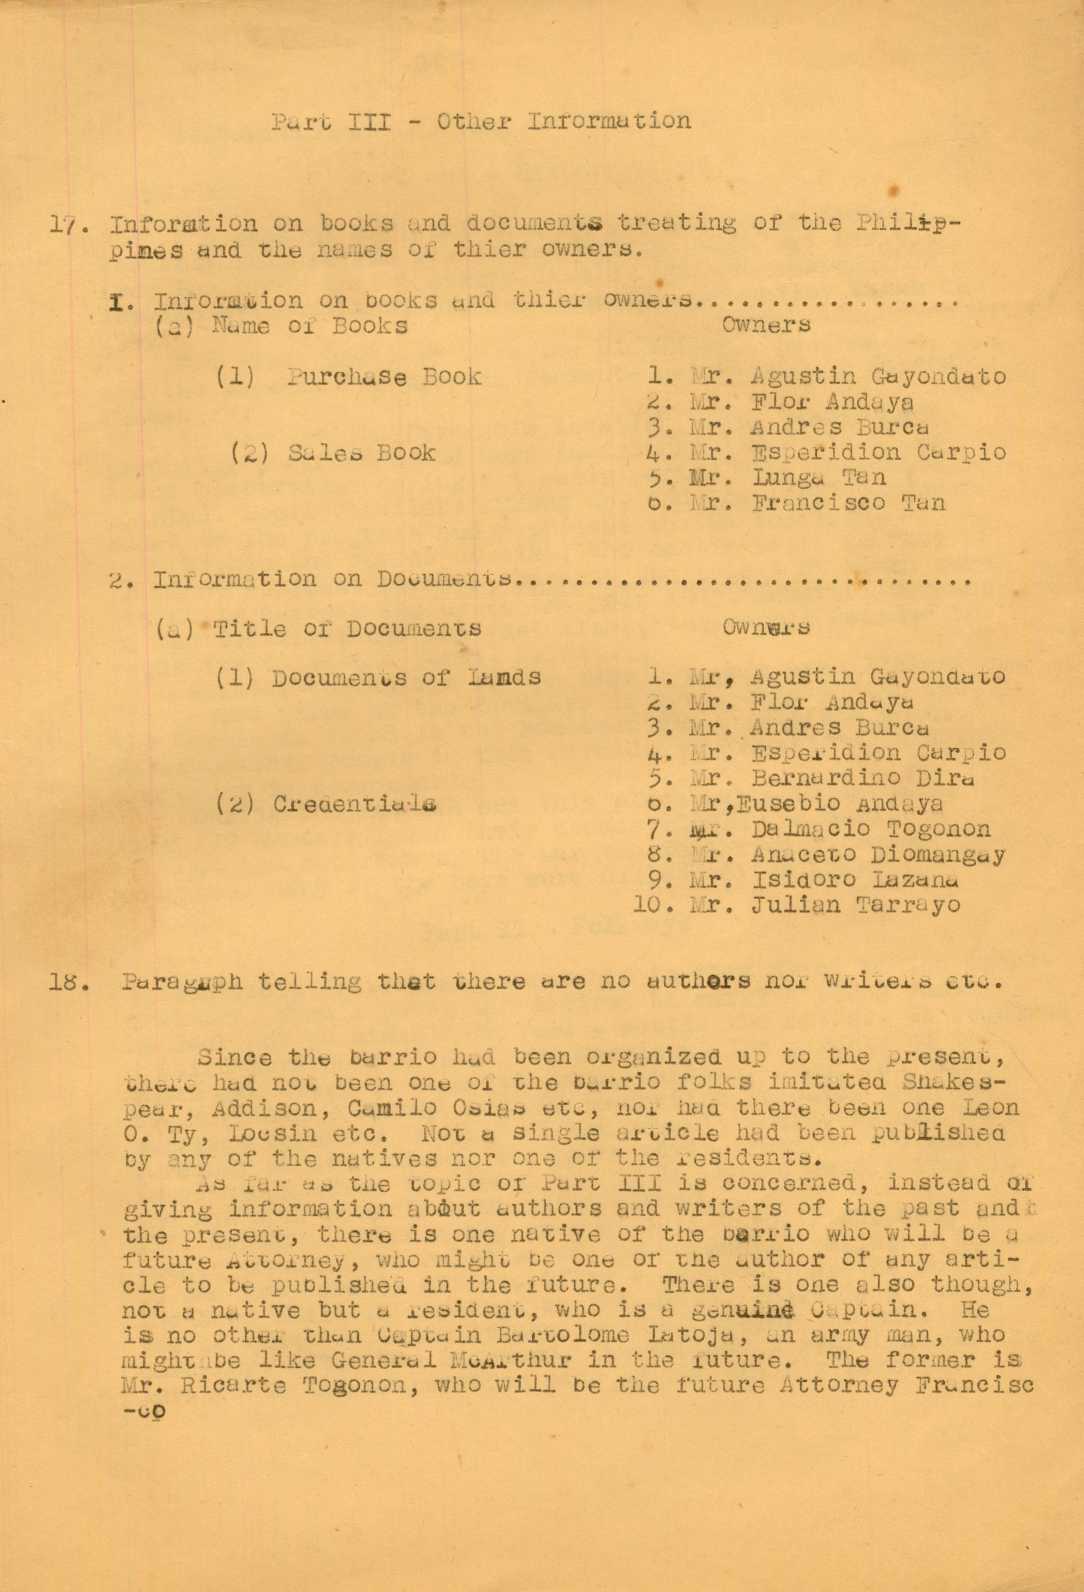 Part III - Other Information
17. Information on books and documents treating of the Philip-
pines and the names of thier owners.
1. Information on books and thier owners..................
(a) Name of Books Owners
(1) Purchase Book 1. Mr. Agustin Gayondato
2. Mr. Flor Andaya
3. Mr. Andres Burca
(2) Sales Book 4. Mr. Esperidion Carpio
5. Mr. Lunga Tan
6. Mr. Francisco Tan
2. Information on Documents...............................
(a) Title of Documents Owners
(1) Documents of Lands 1. Mr, Agustin Gayondato
2. Mr. Flor Andaya
3. Mr. Andres Burca
4. Mr. Esperidion Carpio
5. Mr. Bernardino Dira
(2) Credentials 6. Mr,Eusebio Andaya
7. Mr. Dalmacio Togonon
8. Mr. Anaceto Diomangay
9. Mr. Isidoro Lazana
10. Mr. Julian Tarrayo
18. Paragaph telling that there are no authors nor writers etc.
Since the barrio had been organized up to the present,
there had not been one of the barrio folks imitated Shakes-
pear, Addison, Camilo Osias etc, nor had there been one Leon
O. Ty, Locsin etc. Not a single article had been published
by any of the natives nor one of the residents.
As far as the topic of Part III is concerned, instead of
giving information about authors and writers of the past and
the present, there is one native of the barrio who will be a
future Attorney, who might be one of the author of any arti-
cle to be published in the future. There is one also though,
not a native but a resident, who is a genuine Captain. He
is no other than Captain Bartolome Latoja, an army man, who
might be like General McArthur in the future. The former is
Mr. Ricarte Togonon, who will be the future Attorney Francisc
-co